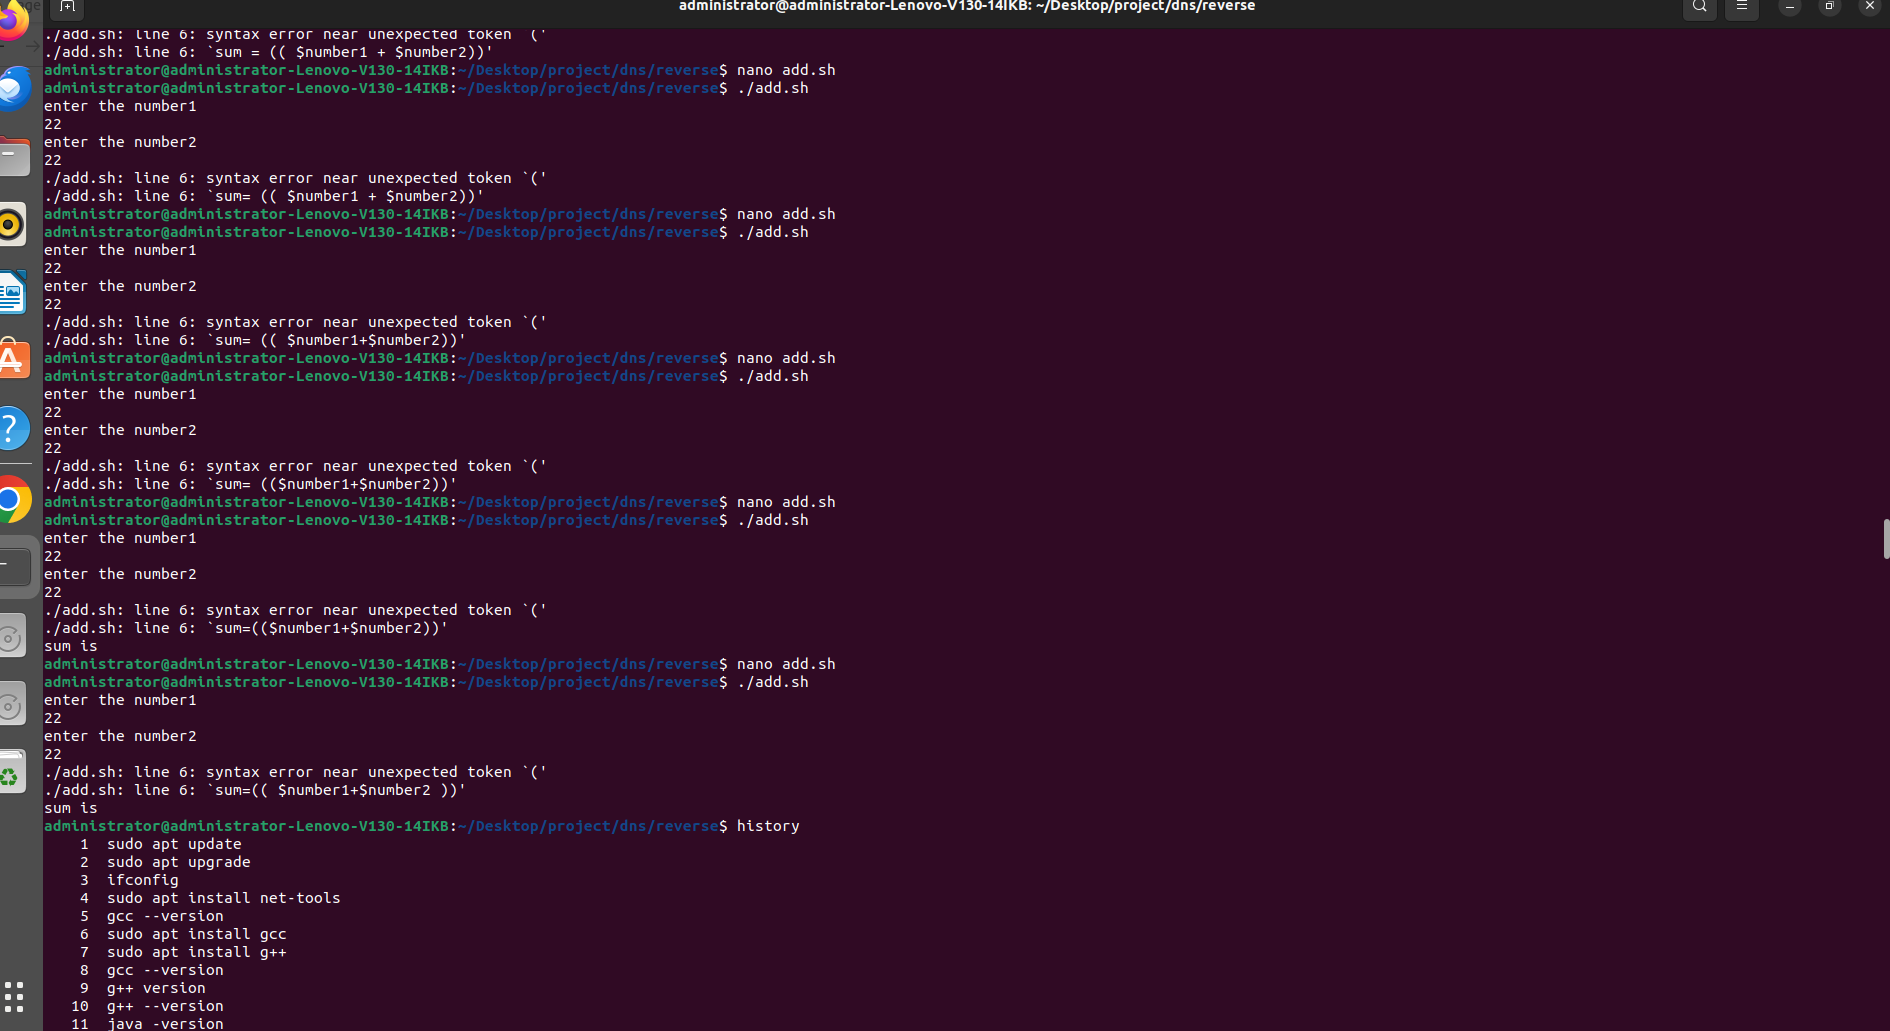 administrator@administrator-Lenovo-V130-14IKB: ~/Desktop/project/dns/reverse
./add.sh: line 6: syntax error near unexpected token `('
./add.sh: line 6: `sum = (( $number1 + $number2))'
administrator@administrator-Lenovo-V130-14IKB:~/Desktop/project/dns/reverse$ nano add.sh
administrator@administrator-Lenovo-V130-14IKB:~/Desktop/project/dns/reverse$ ./add.sh
enter the number1
22
enter the number2
22
./add.sh: line 6: syntax error near unexpected token `('
./add.sh: line 6: `sum= (( $number1 + $number2))'
administrator@administrator-Lenovo-V130-14IKB:~/Desktop/project/dns/reverse$ nano add.sh
administrator@administrator-Lenovo-V130-14IKB:~/Desktop/project/dns/reverse$ ./add.sh
enter the number1
22
enter the number2
22
./add.sh: line 6: syntax error near unexpected token `('
./add.sh: line 6: `sum= (( $number1+$number2))'
administrator@administrator-Lenovo-V130-14IKB:~/Desktop/project/dns/reverse$ nano add.sh
administrator@administrator-Lenovo-V130-14IKB:~/Desktop/project/dns/reverse$ ./add.sh
enter the number1
22
enter the number2
22
./add.sh: line 6: syntax error near unexpected token `('
./add.sh: line 6: `sum= (($number1+$number2))'
administrator@administrator-Lenovo-V130-14IKB:~/Desktop/project/dns/reverse$ nano add.sh
administrator@administrator-Lenovo-V130-14IKB:~/Desktop/project/dns/reverse$ ./add.sh
enter the number1
22
enter the number2
22
./add.sh: line 6: syntax error near unexpected token `('
./add.sh: line 6: `sum=(($number1+$number2))'
sum is
administrator@administrator-Lenovo-V130-14IKB:~/Desktop/project/dns/reverse$ nano add.sh
administrator@administrator-Lenovo-V130-14IKB:~/Desktop/project/dns/reverse$ ./add.sh
enter the number1
22
enter the number2
22
./add.sh: line 6: syntax error near unexpected token `('
./add.sh: line 6: `sum=(( $number1+$number2 ))'
sum is
administrator@administrator-Lenovo-V130-14IKB:~/Desktop/project/dns/reverse$ history
1 sudo apt update
2 sudo apt upgrade
3 ifconfig
4 sudo apt install net-tools
5 gcc --version
6 sudo apt install gcc
7 sudo apt install g++
8 gcc --version
9 g++ version
10 g++ --version
11 java -version